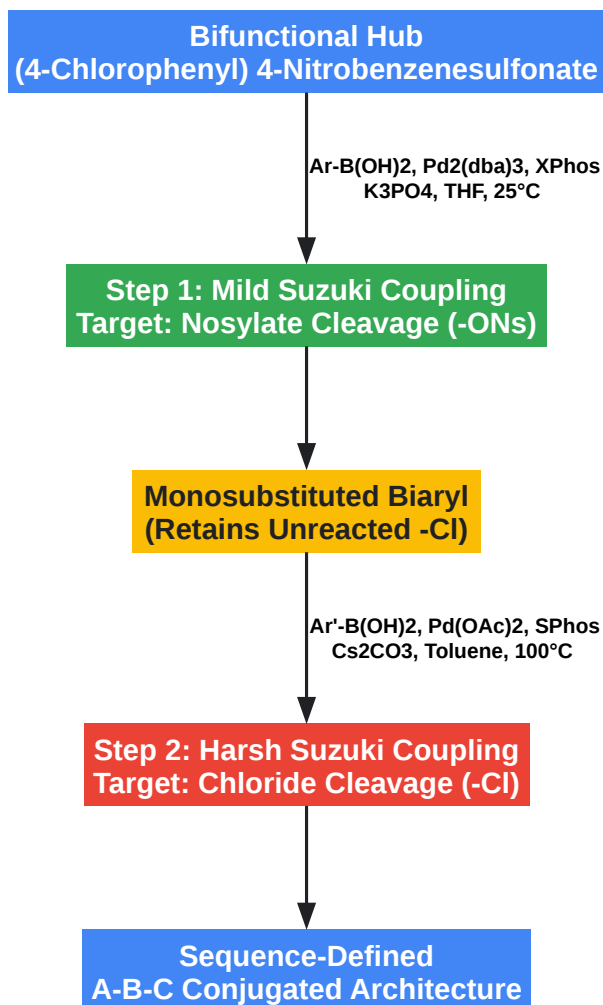 Bifunctional Hub
(4-Chlorophenyl) 4-Nitrobenzenesulfonate
Ar-B(OH)2, Pd2(dba)3, XPhos
K3PO4, THF, 25°C
Step 1: Mild Suzuki Coupling
Target: Nosylate Cleavage (-ONs)
Monosubstituted Biaryl
(Retains Unreacted -Cl)
Ar'-B(OH)2, Pd(OAc)2, SPhos
Cs2CO3, Toluene, 100°C
Step 2: Harsh Suzuki Coupling
Target: Chloride Cleavage (-Cl)
Sequence-Defined
A-B-C Conjugated Architecture